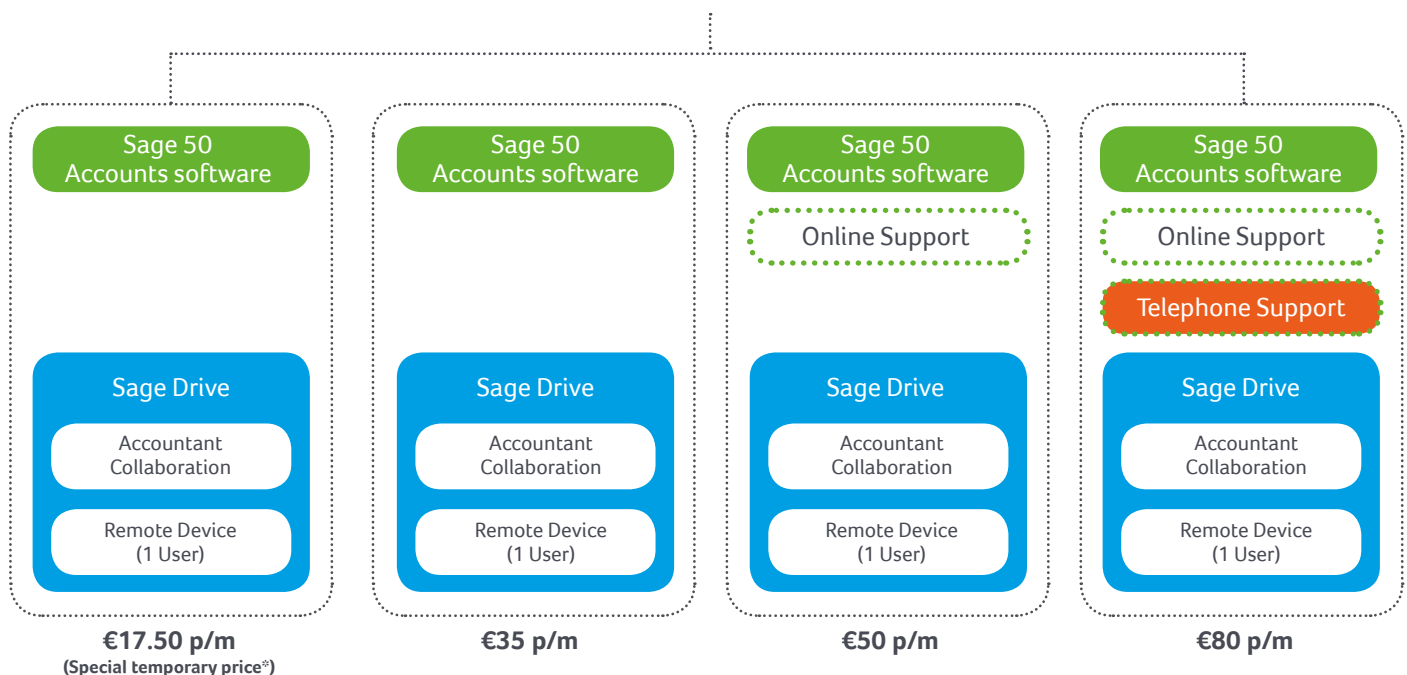 Sage 50
Accounts software
Sage Drive
Accountant
Collaboration
Remote Device
(1 User)
€17.50 p/m
(Special temporary price*)
Sage 50
Accounts software
Sage Drive
Accountant
Collaboration
Remote Device
(1 User)
€35 p/m
Sage 50
Accounts software
Online Support
Sage Drive
Accountant
Collaboration
Remote Device
(1 User)
€50 p/m
Sage 50
Accounts software
Online Support
Telephone Support
Sage Drive
Accountant
Collaboration
Remote Device
(1 User)
€80 p/m